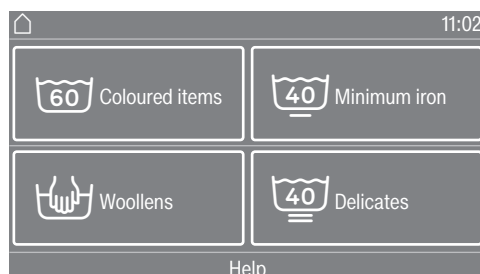 11:02
60 Coloured items
40 Minimum iron
Woollens
40 Delicates
Help